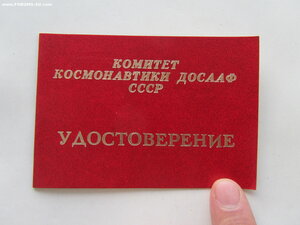 КОМИТЕТ
КОСМОНАВТИКИ ДОСААФ
СССР
УДОСТОВЕРЕНИЕ